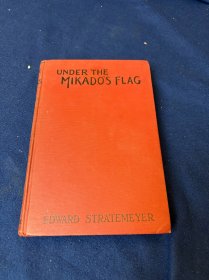 UNDER THE
MIKADO'S FLAG
EDWARD STRATEMEYER